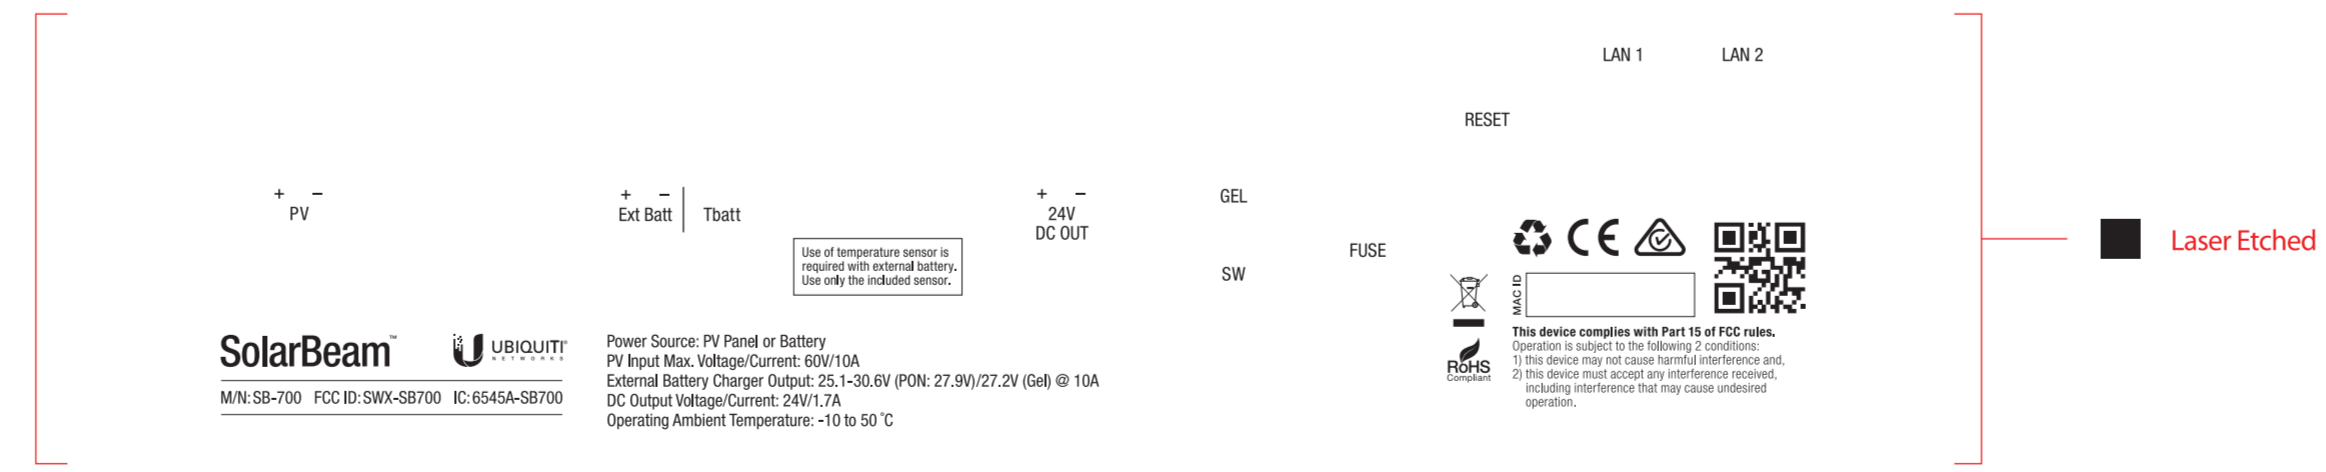 LAN 1 LAN 2
RESET
+ –
PV
+ –
Ext Batt Tbatt
+ –
24V
DC OUT
GEL
SW
FUSE
Use of temperature sensor is
required with external battery.
Use only the included sensor.
Laser Etched
SolarBeam™
UBIQUITI®
NETWORKS
M/N: SB-700 FCC ID: SWX-SB700 IC: 6545A-SB700
Power Source: PV Panel or Battery
PV Input Max. Voltage/Current: 60V/10A
External Battery Charger Output: 25.1-30.6V (PON: 27.9V)/27.2V (Gel) @ 10A
DC Output Voltage/Current: 24V/1.7A
Operating Ambient Temperature: -10 to 50 ˚C
CE
MAC ID
RoHS
Compliant
This device complies with Part 15 of FCC rules.
Operation is subject to the following 2 conditions:
1) this device may not cause harmful interference and,
2) this device must accept any interference received,
including interference that may cause undesired
operation.